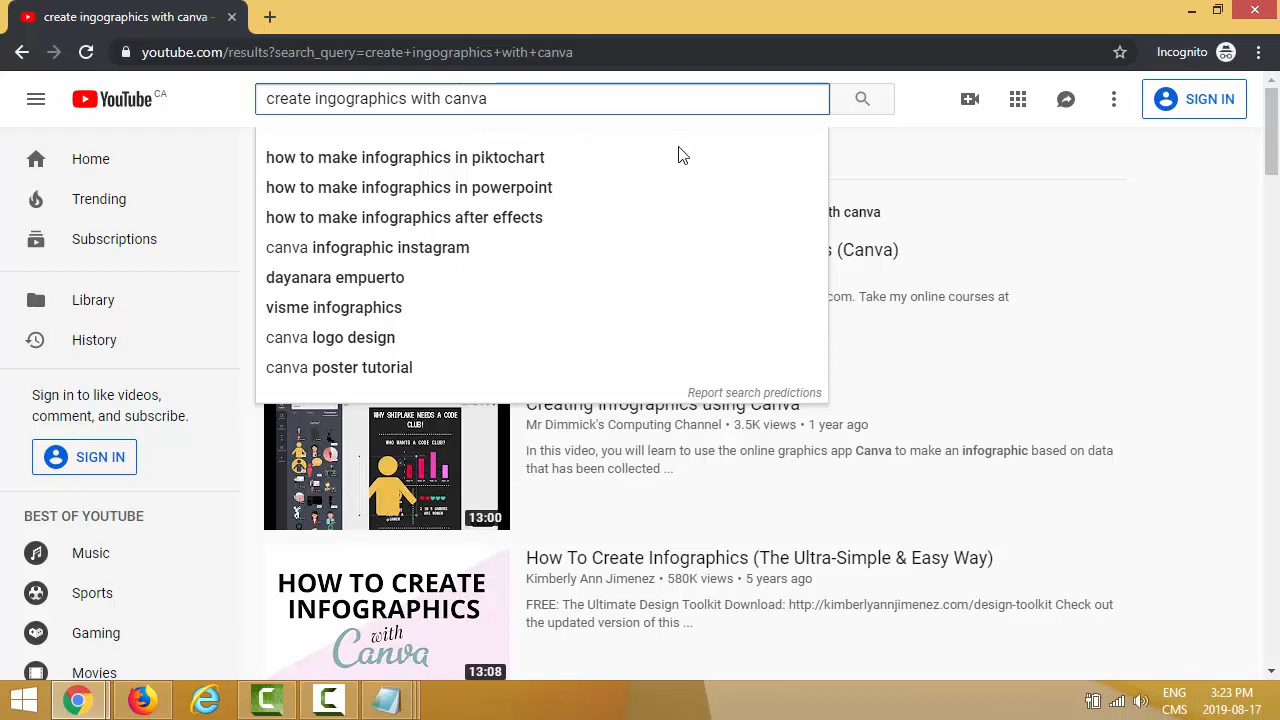 create ingographics with canva -
youtube.com/results?search_query=create+ingographics+with+canva
Incognito
YouTube CA
create ingographics with canva
SIGN IN
how to make infographics in piktochart
how to make infographics in powerpoint
how to make infographics after effects
canva infographic instagram
dayanara empuerto
visme infographics
canva logo design
canva poster tutorial
Report search predictions
Home
Trending
Subscriptions
Library
History
Sign in to like videos,
comment, and subscribe.
SIGN IN
BEST OF YOUTUBE
Music
Sports
Gaming
Movies
th canva
s (Canva)
com. Take my online courses at
Creating Infographics using Canva
Mr Dimmick's Computing Channel • 3.5K views • 1 year ago
In this video, you will learn to use the online graphics app Canva to make an infographic based on data
that has been collected ...
WHY SHIPLAKE NEEDS A CODE
CLUB!
WHO WANTS A CODE CLUB?
13:00
How To Create Infographics (The Ultra-Simple & Easy Way)
Kimberly Ann Jimenez • 580K views • 5 years ago
FREE: The Ultimate Design Toolkit Download: http://kimberlyannjimenez.com/design-toolkit Check out
the updated version of this ...
HOW TO CREATE
INFOGRAPHICS
with
Canva
13:08
ENG
CMS
3:23 PM
2019-08-17